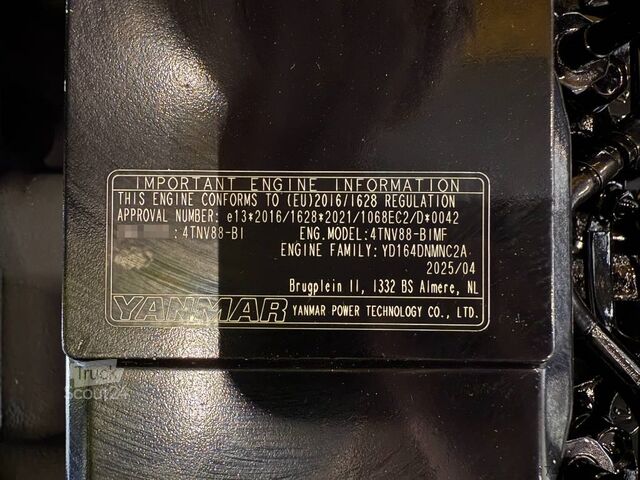 IMPORTANT ENGINE INFORMATION
THIS ENGINE CONFORMS TO (EU)2016/1628 REGULATION
APPROVAL NUMBER: e13*2016/1628*2021/1068EC2/D*0042
:4TNV88-BI ENG.MODEL:4TNV88-BIMF
ENGINE FAMILY: YD164DNMNC2A
2025/04
Brugplein 11, 1332 BS Almere, NL
YANMAR YANMAR POWER TECHNOLOGY CO., LTD.
Truck
Scout24